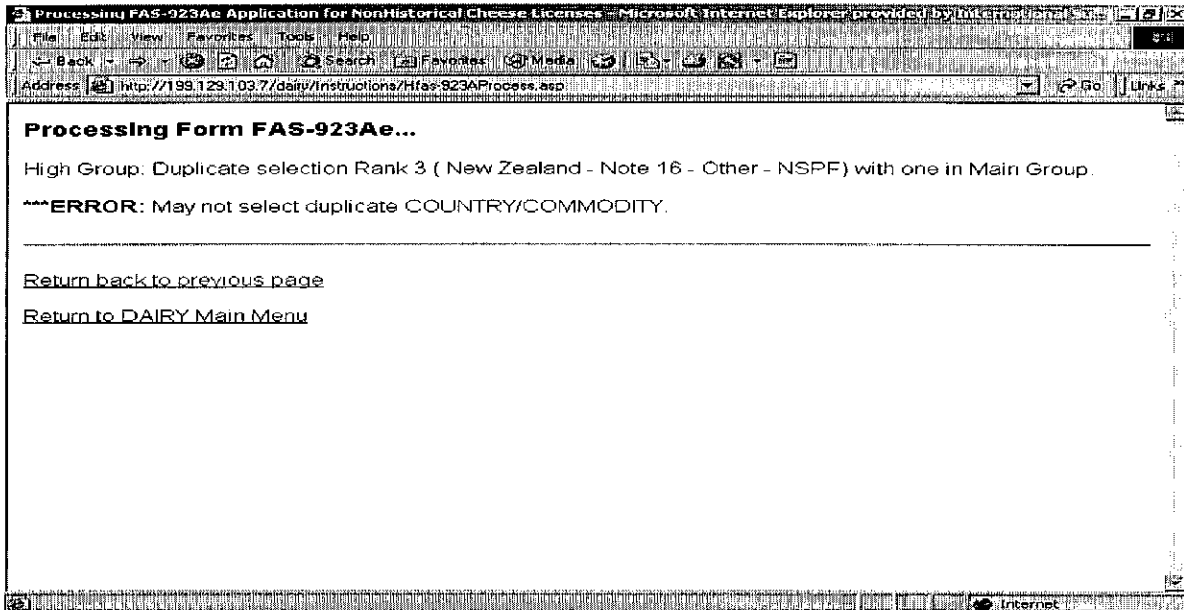 Processing FAS-923Ae Application for NonHistorical Cheese Licenses - Microsoft Internet Explorer provided by International
File Edit View Favorites Tools Help
Back Search Favorites Media
Address http://199.129.103.7/dairy/Instructions/Hfas-923AProcess.asp Go Links
Processing Form FAS-923Ae...
High Group: Duplicate selection Rank 3 ( New Zealand - Note 16 - Other - NSPF) with one in Main Group.
***ERROR: May not select duplicate COUNTRY/COMMODITY.
Return back to previous page
Return to DAIRY Main Menu
Internet